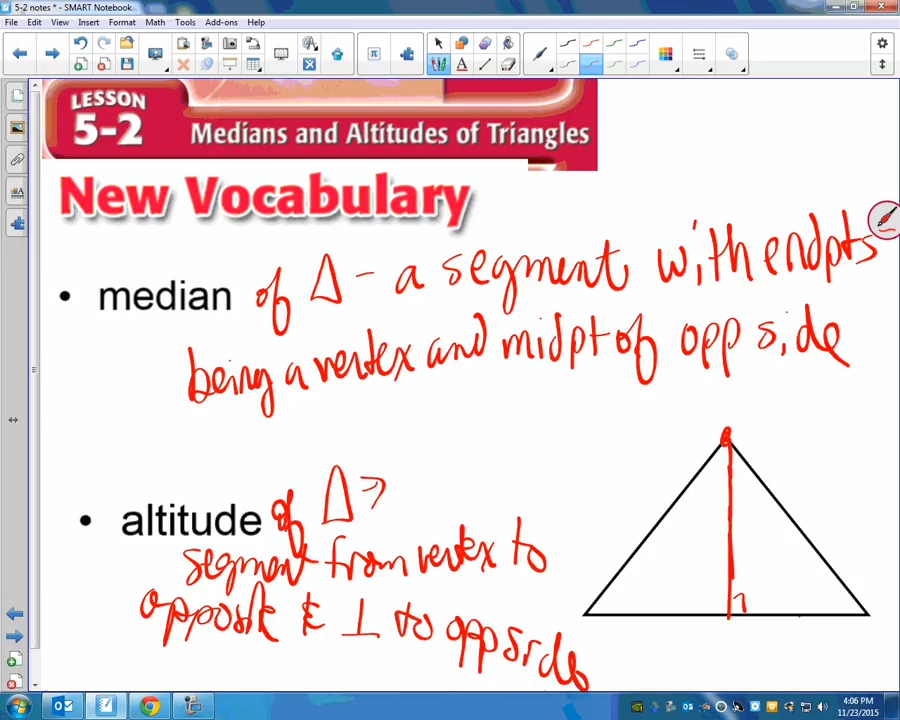 5-2 notes * - SMART Notebook
File Edit View Insert Format Math Tools Add-ons Help
LESSON
5-2
Medians and Altitudes of Triangles
New Vocabulary
• median of Δ - a segment with endpts
being a vertex and midpt of opp side
• altitude of Δ →
segment from vertex to
opposite & ⊥ to opp side
4:06 PM
11/23/2015